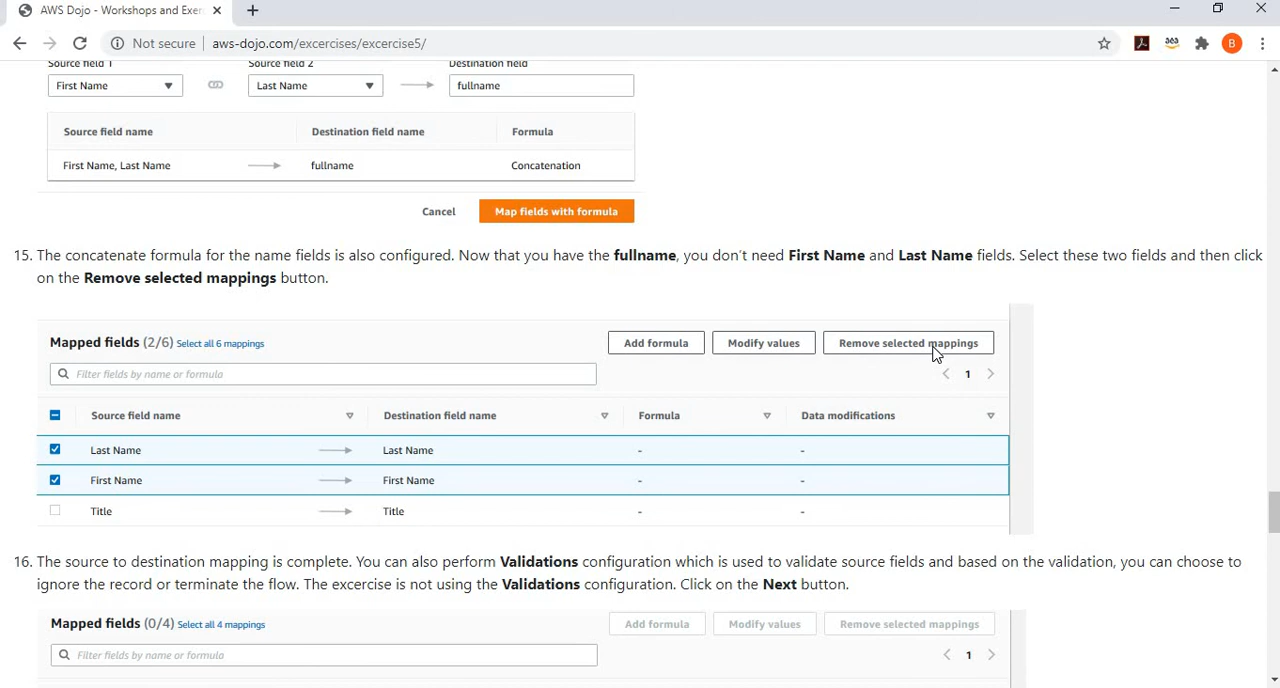 AWS Dojo - Workshops and Exer
Not secure aws-dojo.com/excercises/excercise5/
B
Source field 1 Source field 2 Destination field
First Name Last Name fullname
Source field name Destination field name Formula
First Name, Last Name fullname Concatenation
Cancel Map fields with formula
15. The concatenate formula for the name fields is also configured. Now that you have the fullname, you don't need First Name and Last Name fields. Select these two fields and then click
on the Remove selected mappings button.
Mapped fields (2/6) Select all 6 mappings Add formula Modify values Remove selected mappings
Filter fields by name or formula 1
Source field name Destination field name Formula Data modifications
Last Name Last Name - -
First Name First Name - -
Title Title - -
16. The source to destination mapping is complete. You can also perform Validations configuration which is used to validate source fields and based on the validation, you can choose to
ignore the record or terminate the flow. The excercise is not using the Validations configuration. Click on the Next button.
Mapped fields (0/4) Select all 4 mappings Add formula Modify values Remove selected mappings
Filter fields by name or formula 1